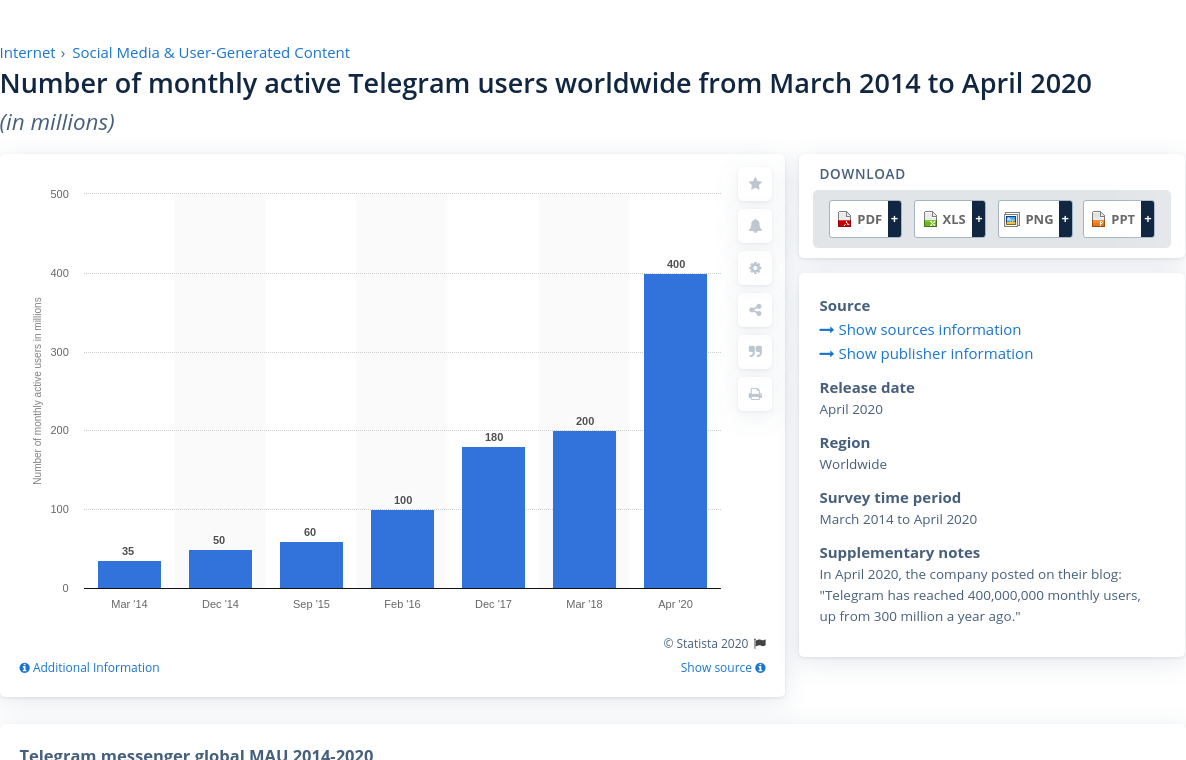 Internet › Social Media & User-Generated Content
Number of monthly active Telegram users worldwide from March 2014 to April 2020
(in millions)
Number of monthly active users in millions
500
400
300
200
100
0
35
50
60
100
180
200
400
Mar '14
Dec '14
Sep '15
Feb '16
Dec '17
Mar '18
Apr '20
© Statista 2020
Additional Information
Show source
DOWNLOAD
PDF +
XLS +
PNG +
PPT +
Source
Show sources information
Show publisher information
Release date
April 2020
Region
Worldwide
Survey time period
March 2014 to April 2020
Supplementary notes
In April 2020, the company posted on their blog:
"Telegram has reached 400,000,000 monthly users,
up from 300 million a year ago."
Telegram messenger global MAU 2014-2020